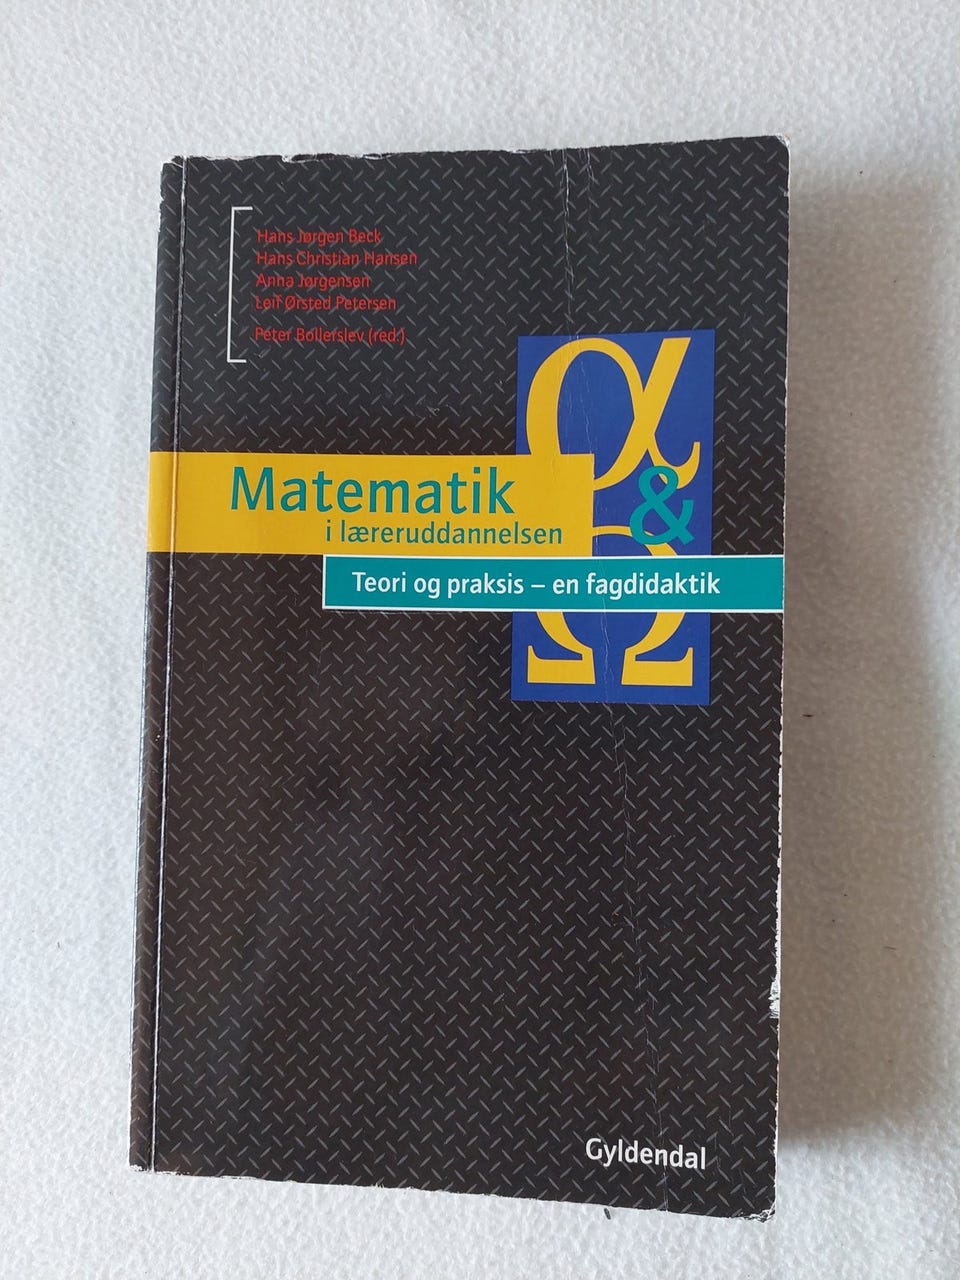 Hans Jørgen Beck
Hans Christian Hansen
Anna Jørgensen
Leif Ørsted Petersen
Peter Bollerslev (red.)
α
&
Ω
Matematik
i læreruddannelsen
Teori og praksis – en fagdidaktik
Gyldendal